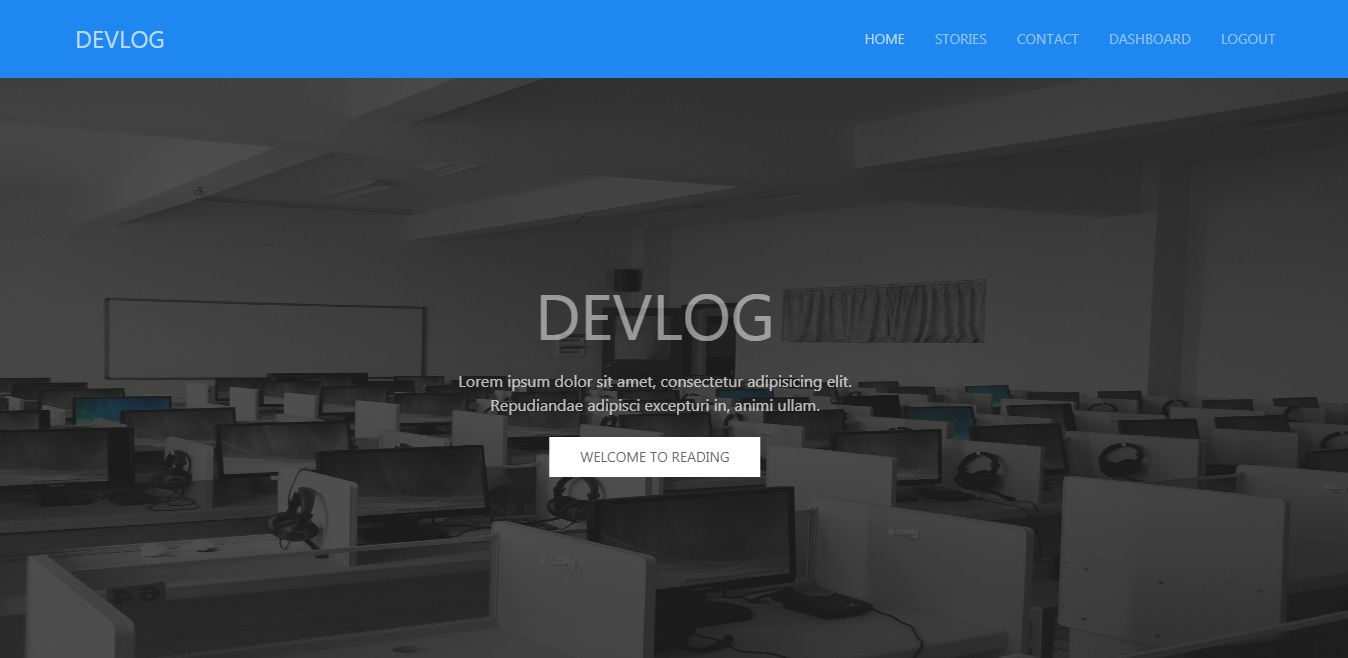 DEVLOG
HOME STORIES CONTACT DASHBOARD LOGOUT
DEVLOG
Lorem ipsum dolor sit amet, consectetur adipisicing elit.
Repudiandae adipisci excepturi in, animi ullam.
WELCOME TO READING